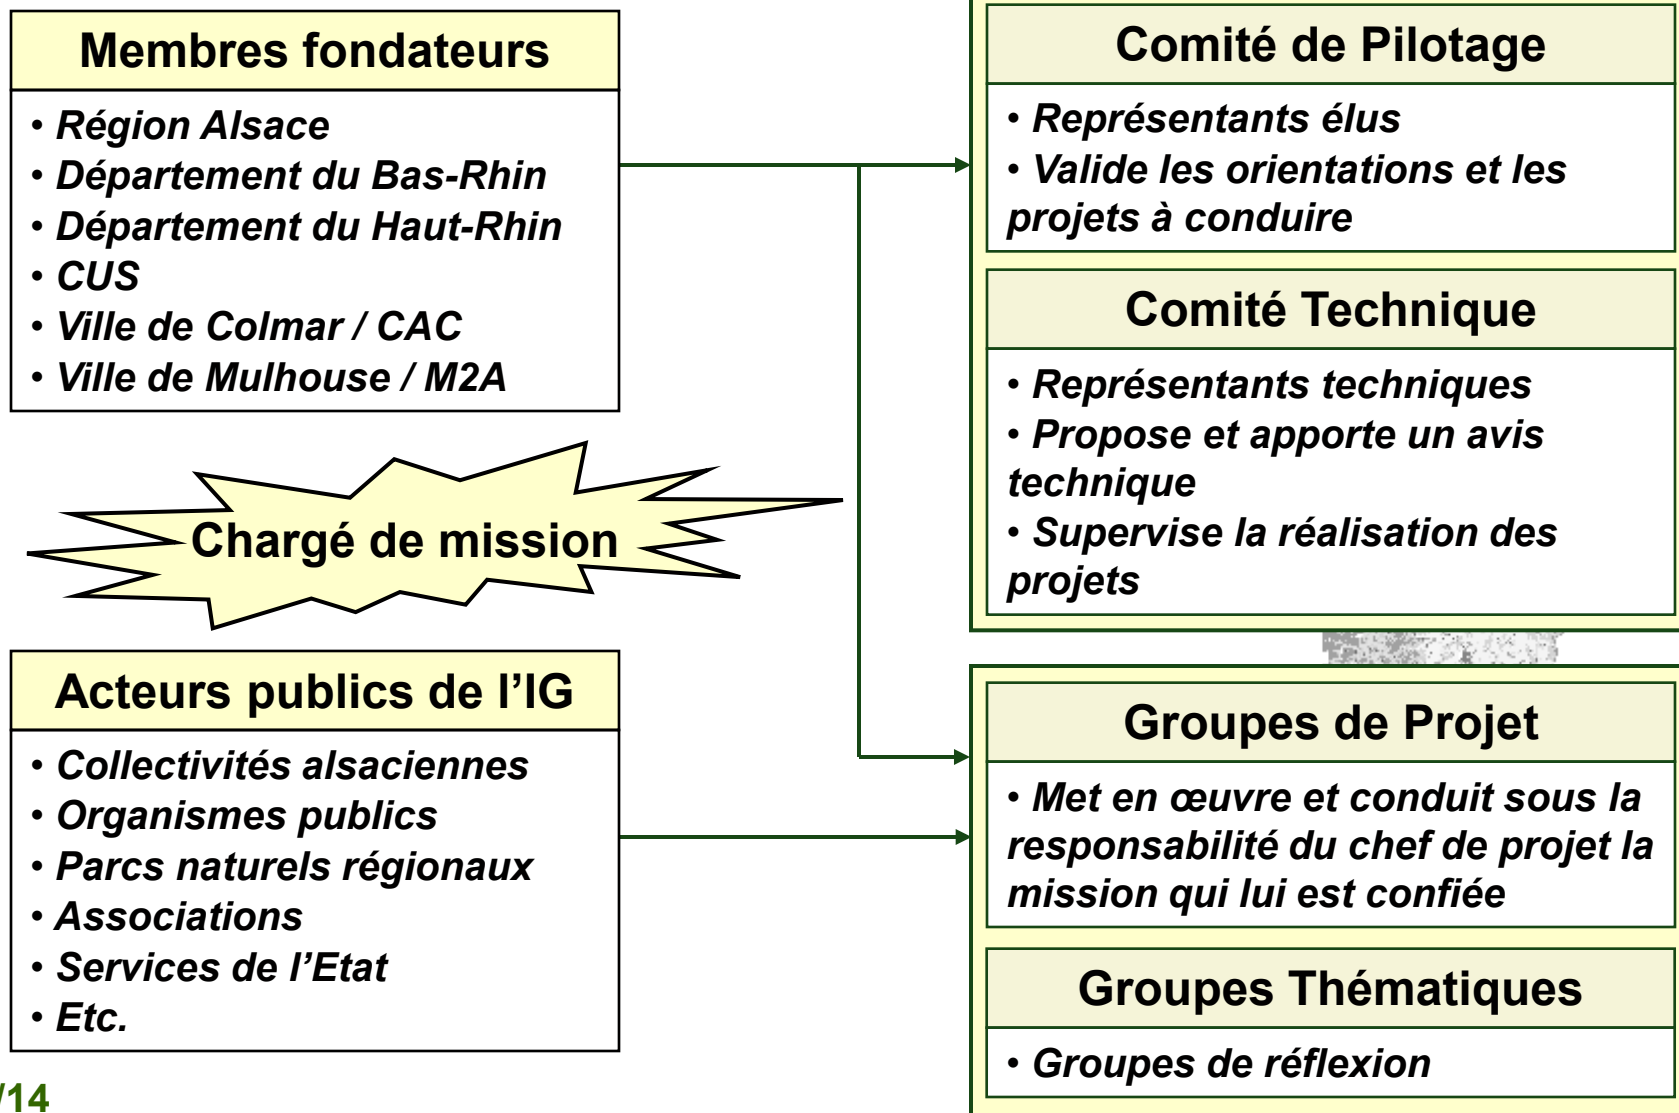 Membres fondateurs
• Région Alsace
• Département du Bas-Rhin
• Département du Haut-Rhin
• CUS
• Ville de Colmar / CAC
• Ville de Mulhouse / M2A
Chargé de mission
Acteurs publics de l’IG
• Collectivités alsaciennes
• Organismes publics
• Parcs naturels régionaux
• Associations
• Services de l’Etat
• Etc.
Comité de Pilotage
• Représentants élus
• Valide les orientations et les
projets à conduire
Comité Technique
• Représentants techniques
• Propose et apporte un avis
technique
• Supervise la réalisation des
projets
Groupes de Projet
• Met en œuvre et conduit sous la
responsabilité du chef de projet la
mission qui lui est confiée
Groupes Thématiques
• Groupes de réflexion
/14